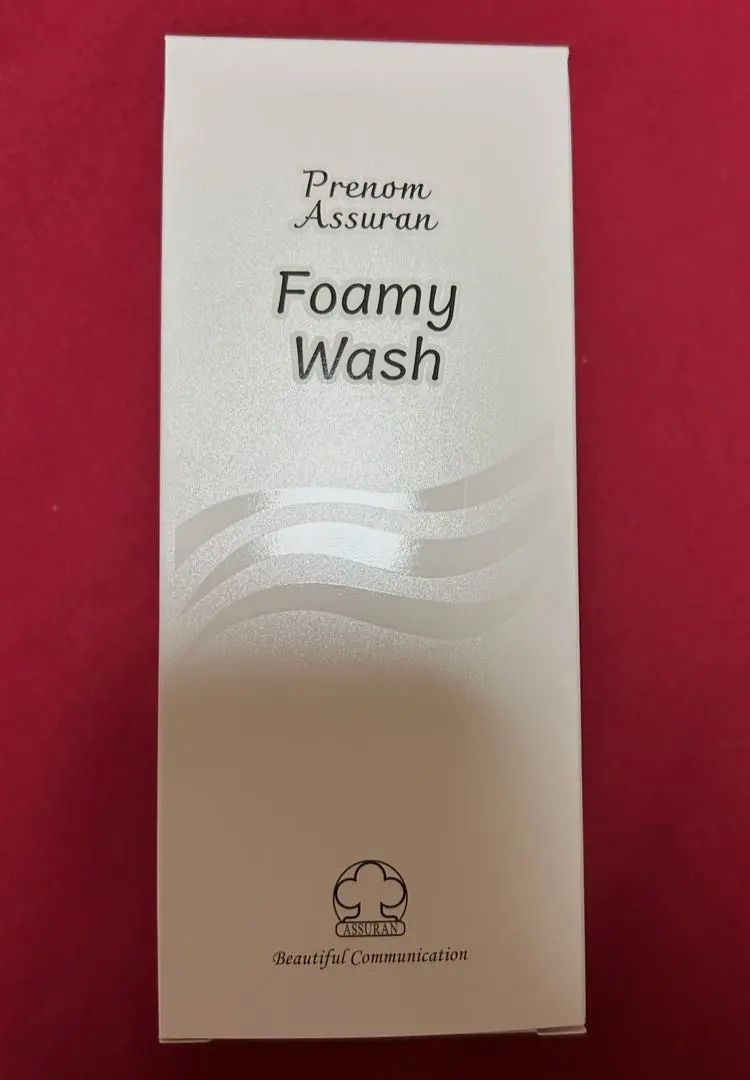 Prenom
Assuran
Foamy
Wash
ASSURAN
Beautiful Communication